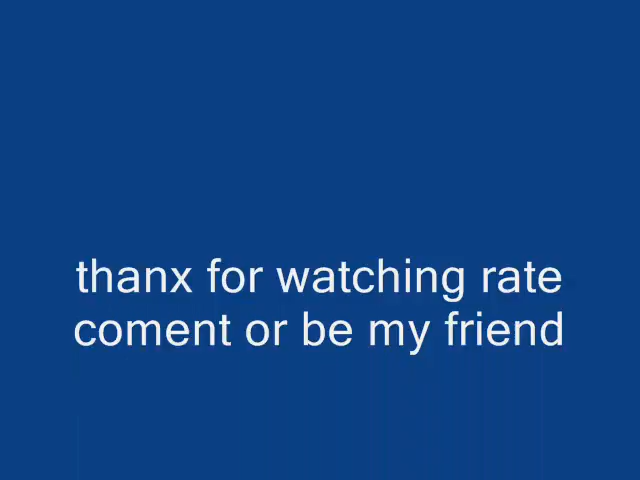 thanx for watching rate
coment or be my friend